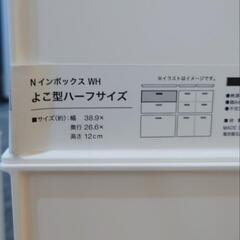 Nインボックス WH
よこ型ハーフサイズ
■サイズ(約): 幅 38.9×
奥行 26.6×
高さ 12cm
※イラストはイメージです。
MADE